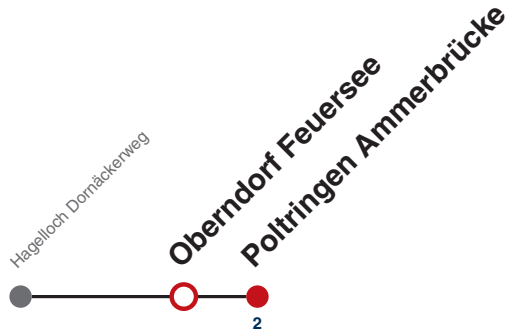 Hagelloch Dornäckerweg
Oberndorf Feuersee
Poltringen Ammerbrücke
2